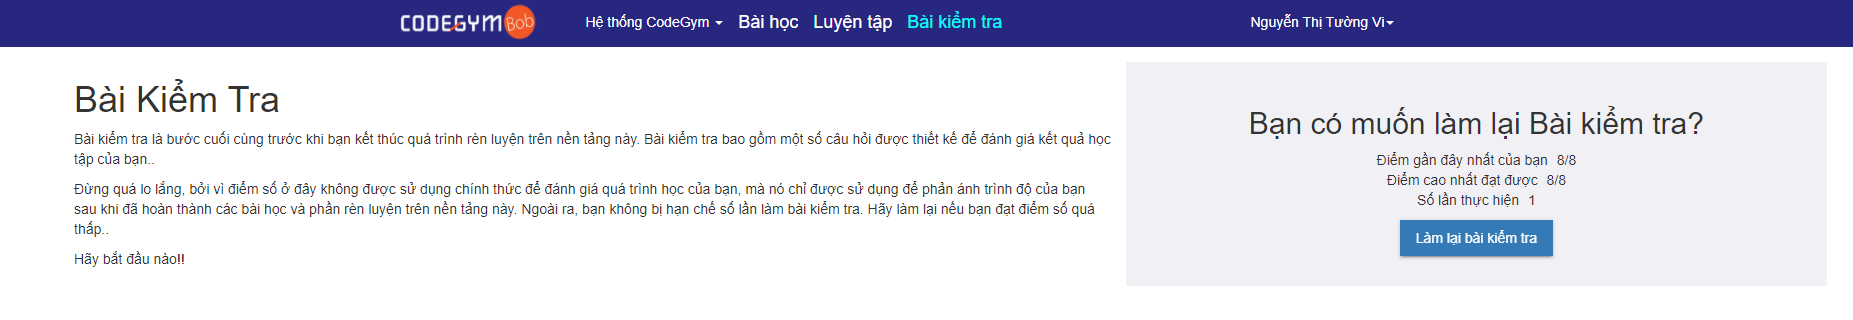 CODEGYM Bob Hệ thống CodeGym Bài học Luyện tập Bài kiểm tra Nguyễn Thị Tường Vi
Bài Kiểm Tra
Bài kiểm tra là bước cuối cùng trước khi bạn kết thúc quá trình rèn luyện trên nền tảng này. Bài kiểm tra bao gồm một số câu hỏi được thiết kế để đánh giá kết quả học
tập của bạn..
Đừng quá lo lắng, bởi vì điểm số ở đây không được sử dụng chính thức để đánh giá quá trình học của bạn, mà nó chỉ được sử dụng để phản ánh trình độ của bạn
sau khi đã hoàn thành các bài học và phần rèn luyện trên nền tảng này. Ngoài ra, bạn không bị hạn chế số lần làm bài kiểm tra. Hãy làm lại nếu bạn đạt điểm số quá
thấp..
Hãy bắt đầu nào!!
Bạn có muốn làm lại Bài kiểm tra?
Điểm gần đây nhất của bạn 8/8
Điểm cao nhất đạt được 8/8
Số lần thực hiện 1
Làm lại bài kiểm tra